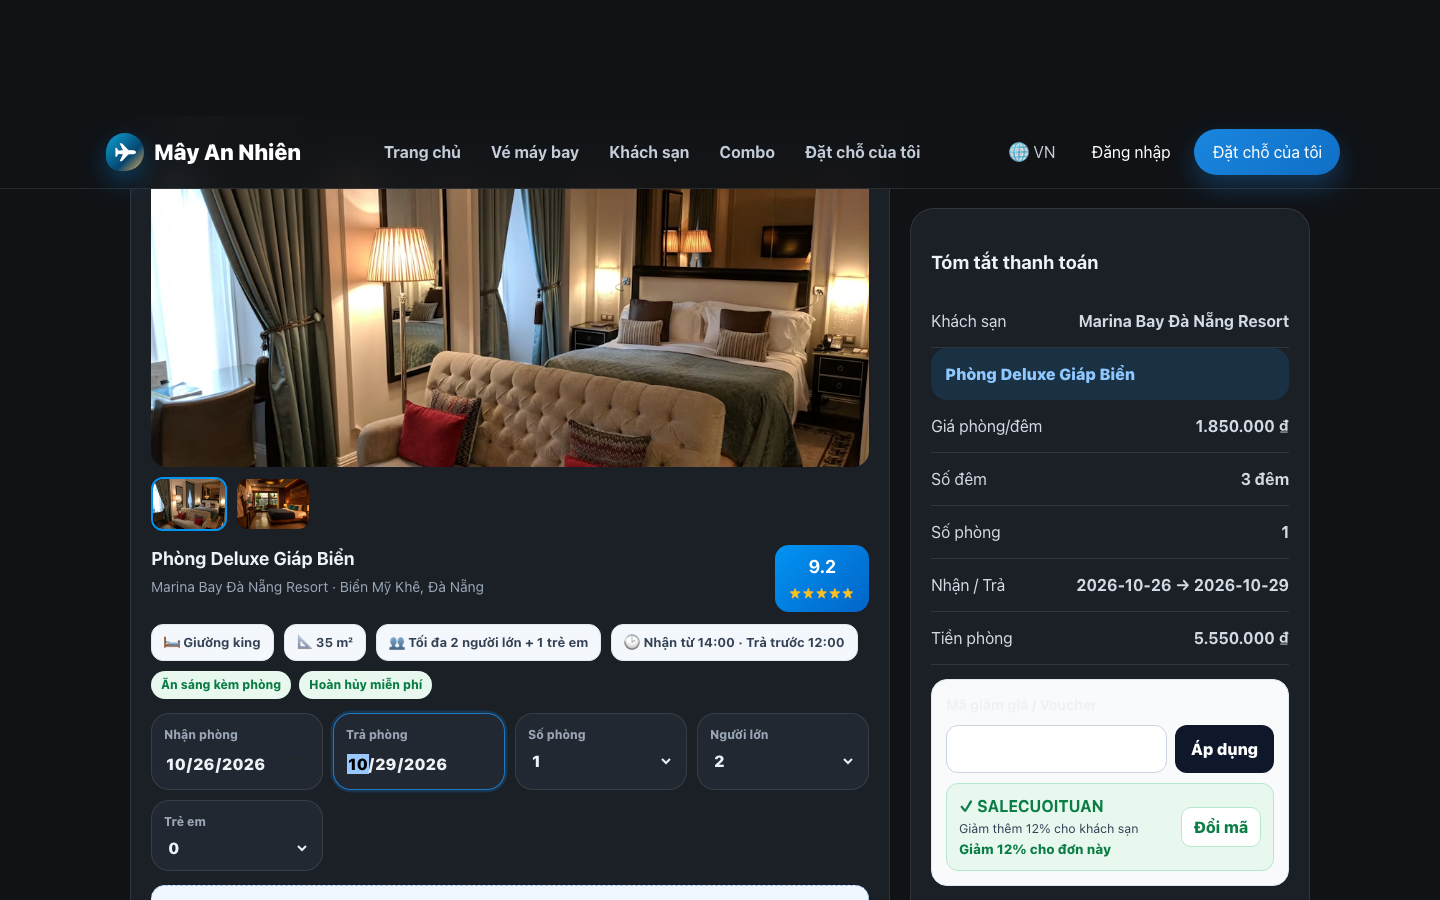 Mây An Nhiên
Trang chủ
Vé máy bay
Khách sạn
Combo
Đặt chỗ của tôi
VN
Đăng nhập
Đặt chỗ của tôi
Phòng Deluxe Giáp Biển
Marina Bay Đà Nẵng Resort · Biển Mỹ Khê, Đà Nẵng
9.2
Giường king
35 m²
Tối đa 2 người lớn + 1 trẻ em
Nhận từ 14:00 · Trả trước 12:00
Ăn sáng kèm phòng
Hoàn hủy miễn phí
Nhận phòng
10/26/2026
Trả phòng
10/29/2026
Số phòng
1
Người lớn
2
Trẻ em
0
Tóm tắt thanh toán
Khách sạn
Marina Bay Đà Nẵng Resort
Phòng Deluxe Giáp Biển
Giá phòng/đêm
1.850.000 ₫
Số đêm
3 đêm
Số phòng
1
Nhận / Trả
2026-10-26 → 2026-10-29
Tiền phòng
5.550.000 ₫
Mã giảm giá / Voucher
Áp dụng
✓ SALECUOITUAN
Giảm thêm 12% cho khách sạn
Giảm 12% cho đơn này
Đổi mã